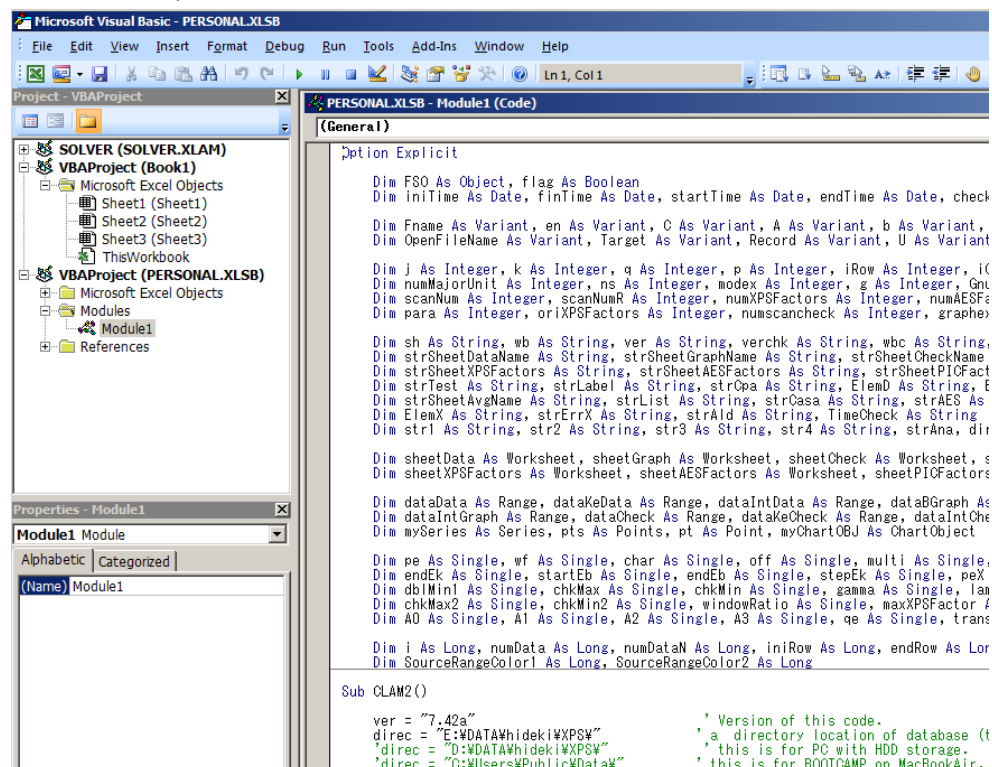 Microsoft Visual Basic - PERSONAL.XLSB
File Edit View Insert Format Debug Run Tools Add-Ins Window Help
Ln 1, Col 1
Project - VBAProject
SOLVER (SOLVER.XLAM)
VBAProject (Book1)
Microsoft Excel Objects
Sheet1 (Sheet1)
Sheet2 (Sheet2)
Sheet3 (Sheet3)
ThisWorkbook
VBAProject (PERSONAL.XLSB)
Microsoft Excel Objects
Modules
Module1
References
Properties - Module1
Module1 Module
Alphabetic Categorized
(Name) Module1
PERSONAL.XLSB - Module1 (Code)
(General)
Option Explicit
Dim FSO As Object, flag As Boolean
Dim iniTime As Date, finTime As Date, startTime As Date, endTime As Date, check
Dim Fname As Variant, en As Variant, C As Variant, A As Variant, b As Variant,
Dim OpenFileName As Variant, Target As Variant, Record As Variant, U As Variant
Dim j As Integer, k As Integer, q As Integer, p As Integer, iRow As Integer, iC
Dim numMajorUnit As Integer, ns As Integer, modex As Integer, g As Integer, Gnu
Dim scanNum As Integer, scanNumR As Integer, numXPSFactors As Integer, numAESFa
Dim para As Integer, oriXPSFactors As Integer, numscancheck As Integer, graphex
Dim sh As String, wb As String, ver As String, verchk As String, wbc As String,
Dim strSheetDataName As String, strSheetGraphName As String, strSheetCheckName
Dim strSheetXPSFactors As String, strSheetAESFactors As String, strSheetPICFact
Dim strTest As String, strLabel As String, strCpa As String, ElemD As String, E
Dim strSheetAvgName As String, strList As String, strCasa As String, strAES As
Dim ElemX As String, strErrX As String, strAld As String, TimeCheck As String
Dim str1 As String, str2 As String, str3 As String, str4 As String, strAna, dir
Dim sheetData As Worksheet, sheetGraph As Worksheet, sheetCheck As Worksheet, s
Dim sheetXPSFactors As Worksheet, sheetAESFactors As Worksheet, sheetPICFactors
Dim dataData As Range, dataKeData As Range, dataIntData As Range, dataBGraph As
Dim dataIntGraph As Range, dataCheck As Range, dataKeCheck As Range, dataIntChe
Dim mySeries As Series, pts As Points, pt As Point, myChartOBJ As ChartObject
Dim pe As Single, wf As Single, char As Single, off As Single, multi As Single,
Dim endEk As Single, startEb As Single, endEb As Single, stepEk As Single, peX
Dim dblMin1 As Single, chkMax As Single, chkMin As Single, gamma As Single, lam
Dim chkMax2 As Single, chkMin2 As Single, windowRatio As Single, maxXPSFactor A
Dim A0 As Single, A1 As Single, A2 As Single, A3 As Single, qe As Single, trans
Dim i As Long, numData As Long, numDataN As Long, iniRow As Long, endRow As Lon
Dim SourceRangeColor1 As Long, SourceRangeColor2 As Long
Sub CLAM2()
ver = "7.42a" ' Version of this code.
direc = "E:¥DATA¥hideki¥XPS¥" ' a directory location of database (t
'direc = "D:¥DATA¥hideki¥XPS¥" ' this is for PC with HDD storage.
'direc = "C:¥Users¥Public¥Data¥" ' this is for BOOTCAMP on MacBookAir.